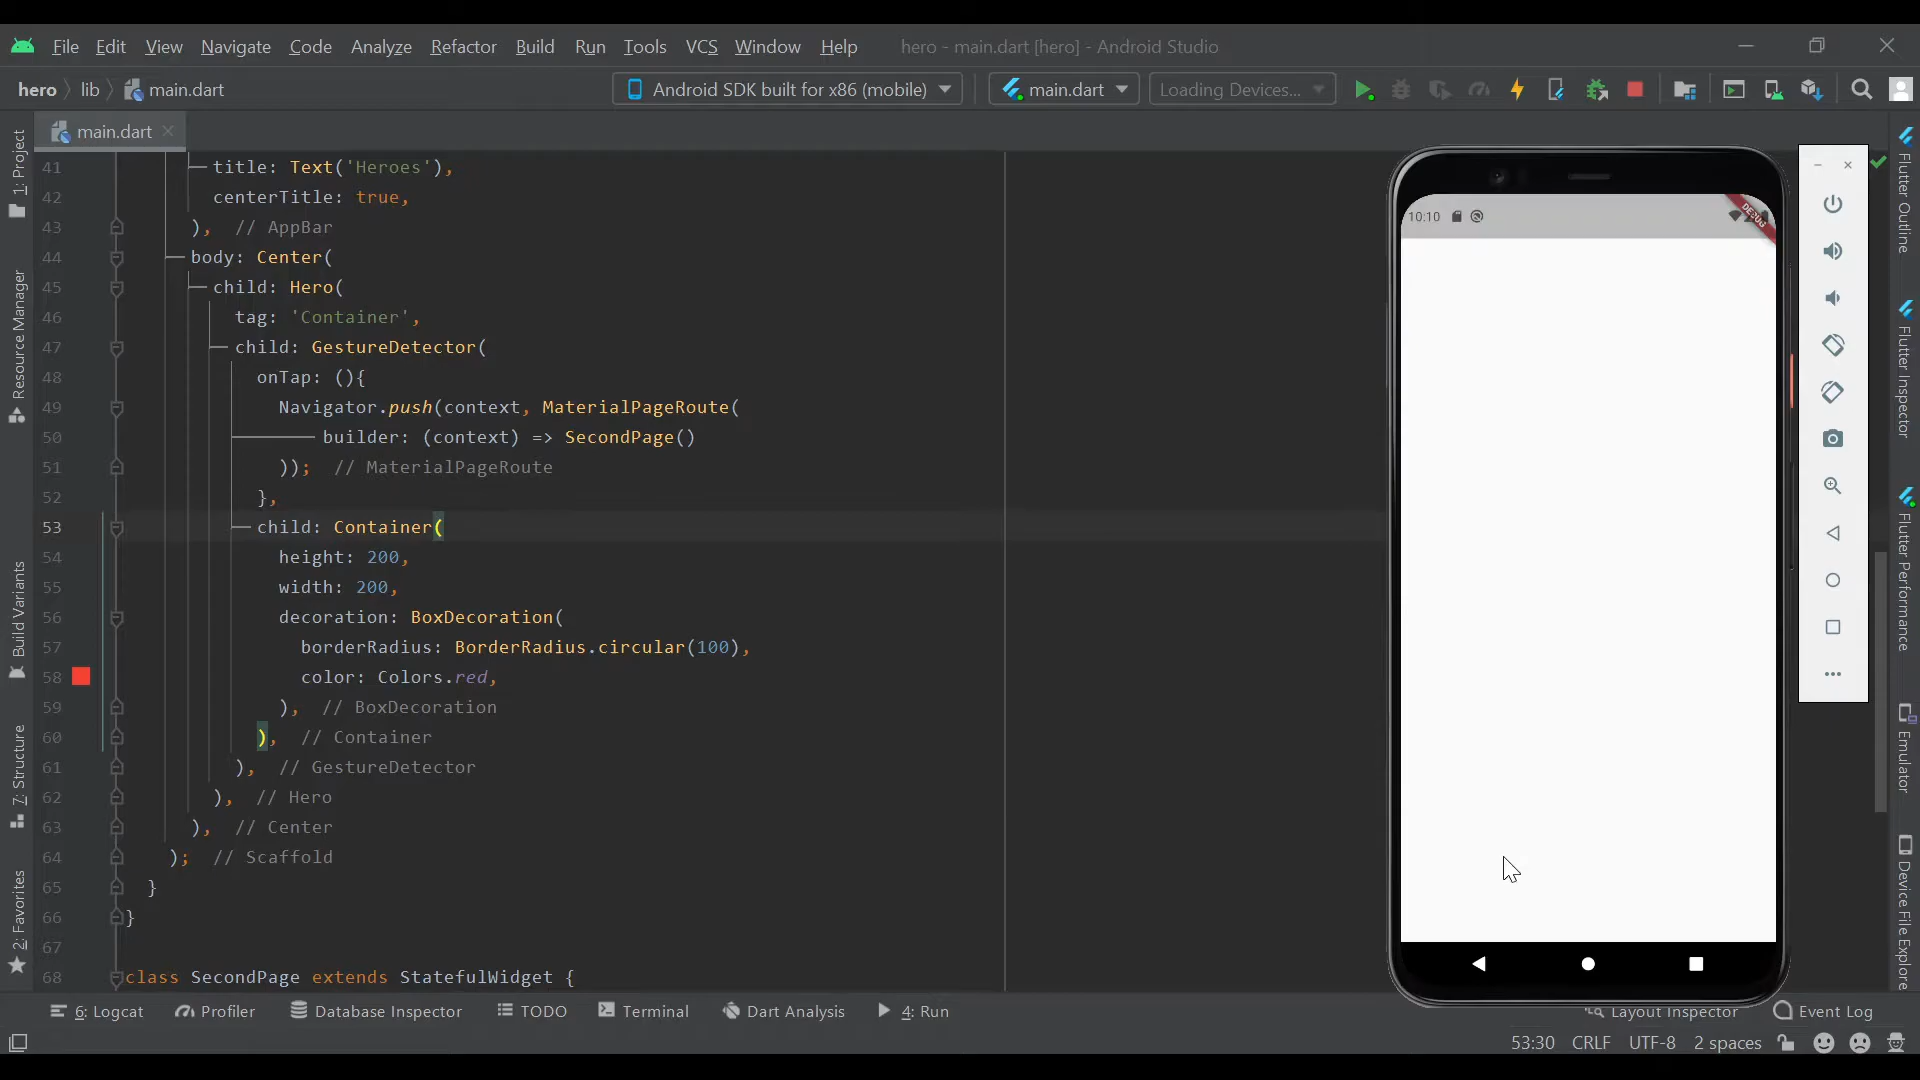 File Edit View Navigate Code Analyze Refactor Build Run Tools VCS Window Help hero - main.dart [hero] - Android Studio
hero lib main.dart Android SDK built for x86 (mobile) main.dart Loading Devices...
main.dart
41 title: Text('Heroes'),
42 centerTitle: true,
43 ), // AppBar
44 body: Center(
45 child: Hero(
46 tag: 'Container',
47 child: GestureDetector(
48 onTap: (){
49 Navigator.push(context, MaterialPageRoute(
50 builder: (context) => SecondPage()
51 )); // MaterialPageRoute
52 },
53 child: Container(
54 height: 200,
55 width: 200,
56 decoration: BoxDecoration(
57 borderRadius: BorderRadius.circular(100),
58 color: Colors.red,
59 ), // BoxDecoration
60 ), // Container
61 ), // GestureDetector
62 ), // Hero
63 ), // Center
64 ); // Scaffold
65 }
66 }
67
68 class SecondPage extends StatefulWidget {
1: Project
Resource Manager
Build Variants
7: Structure
2: Favorites
10:10
DEBUG
Flutter Outline
Flutter Inspector
Flutter Performance
Emulator
Device File Explore
6: Logcat Profiler Database Inspector TODO Terminal Dart Analysis 4: Run Layout Inspector Event Log
53:30 CRLF UTF-8 2 spaces